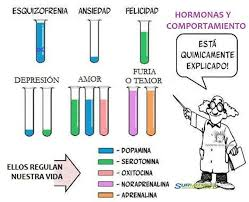 ESQUIZOFRENIA
ANSIEDAD
FELICIDAD
HORMONAS Y
COMPORTAMIENTO
ESTÁ
QUIMICAMENTE
EXPLICADO!
DEPRESIÓN
AMOR
FURIA
O TEMOR
ELLOS REGULAN
NUESTRA VIDA
- DOPAMINA
- SEROTONINA
- OXITOCINA
- NORADRENALINA
- ADRENALINA